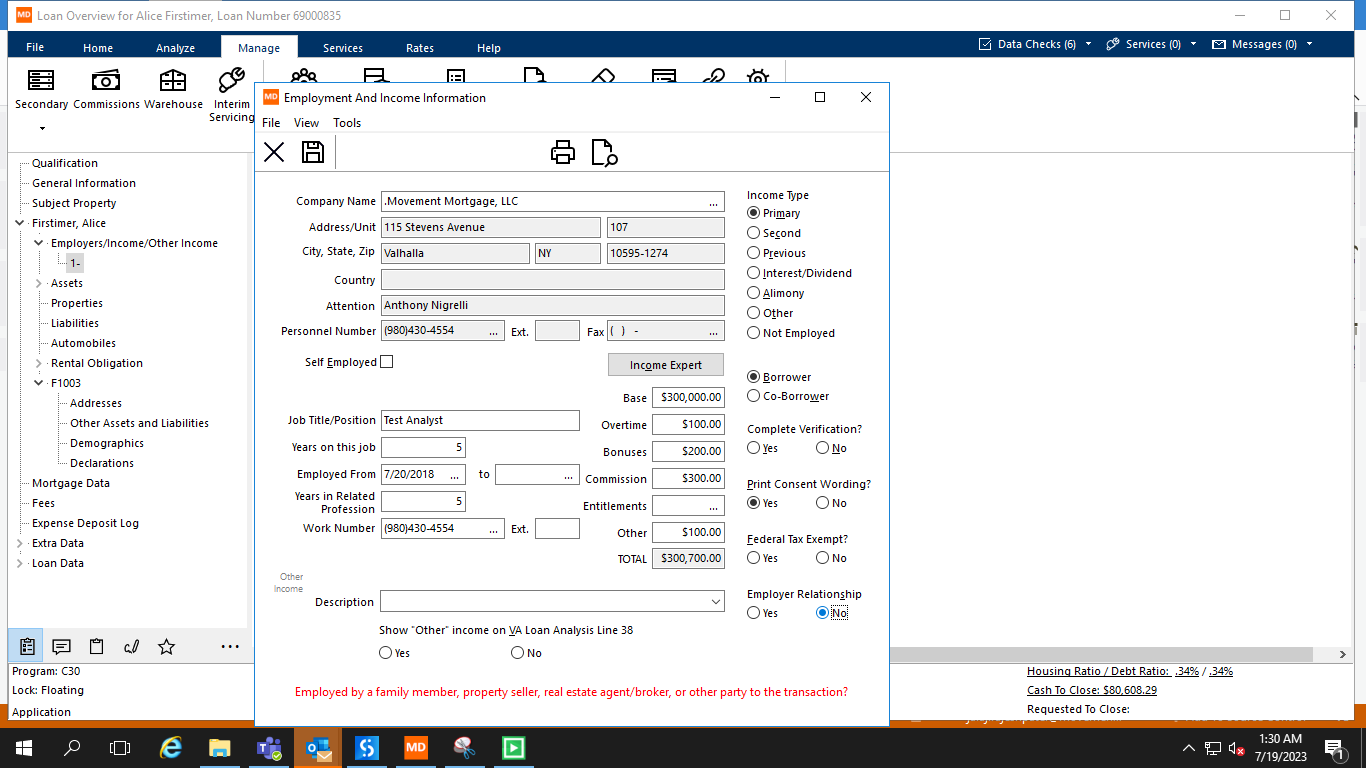 MD Loan Overview for Alice Firstimer, Loan Number 69000835
File Home Analyze Manage Services Rates Help Data Checks (6) Services (0) Messages (0)
Secondary Commissions Warehouse Interim Servicing
MD Employment And Income Information
File View Tools
Qualification
General Information
Subject Property
Firstimer, Alice
Employers/Income/Other Income
1-
Assets
Properties
Liabilities
Automobiles
Rental Obligation
F1003
Addresses
Other Assets and Liabilities
Demographics
Declarations
Mortgage Data
Fees
Expense Deposit Log
Extra Data
Loan Data
Company Name .Movement Mortgage, LLC ...
Address/Unit 115 Stevens Avenue 107
City, State, Zip Valhalla NY 10595-1274
Country
Attention Anthony Nigrelli
Personnel Number (980)430-4554 ... Ext. Fax ( ) - ...
Self Employed
Income Expert
Base $300,000.00
Job Title/Position Test Analyst
Overtime $100.00
Years on this job 5
Bonuses $200.00
Employed From 7/20/2018 ... to ...
Commission $300.00
Years in Related Profession 5
Entitlements ...
Work Number (980)430-4554 ... Ext.
Other $100.00
TOTAL $300,700.00
Other Income
Description
Show "Other" income on VA Loan Analysis Line 38
Yes No
Income Type
Primary
Second
Previous
Interest/Dividend
Alimony
Other
Not Employed
Borrower
Co-Borrower
Complete Verification?
Yes No
Print Consent Wording?
Yes No
Federal Tax Exempt?
Yes No
Employer Relationship
Yes No
Employed by a family member, property seller, real estate agent/broker, or other party to the transaction?
Program: C30
Lock: Floating
Application
Housing Ratio / Debt Ratio: .34% / .34%
Cash To Close: $80,608.29
Requested To Close:
MD
1:30 AM
7/19/2023
1